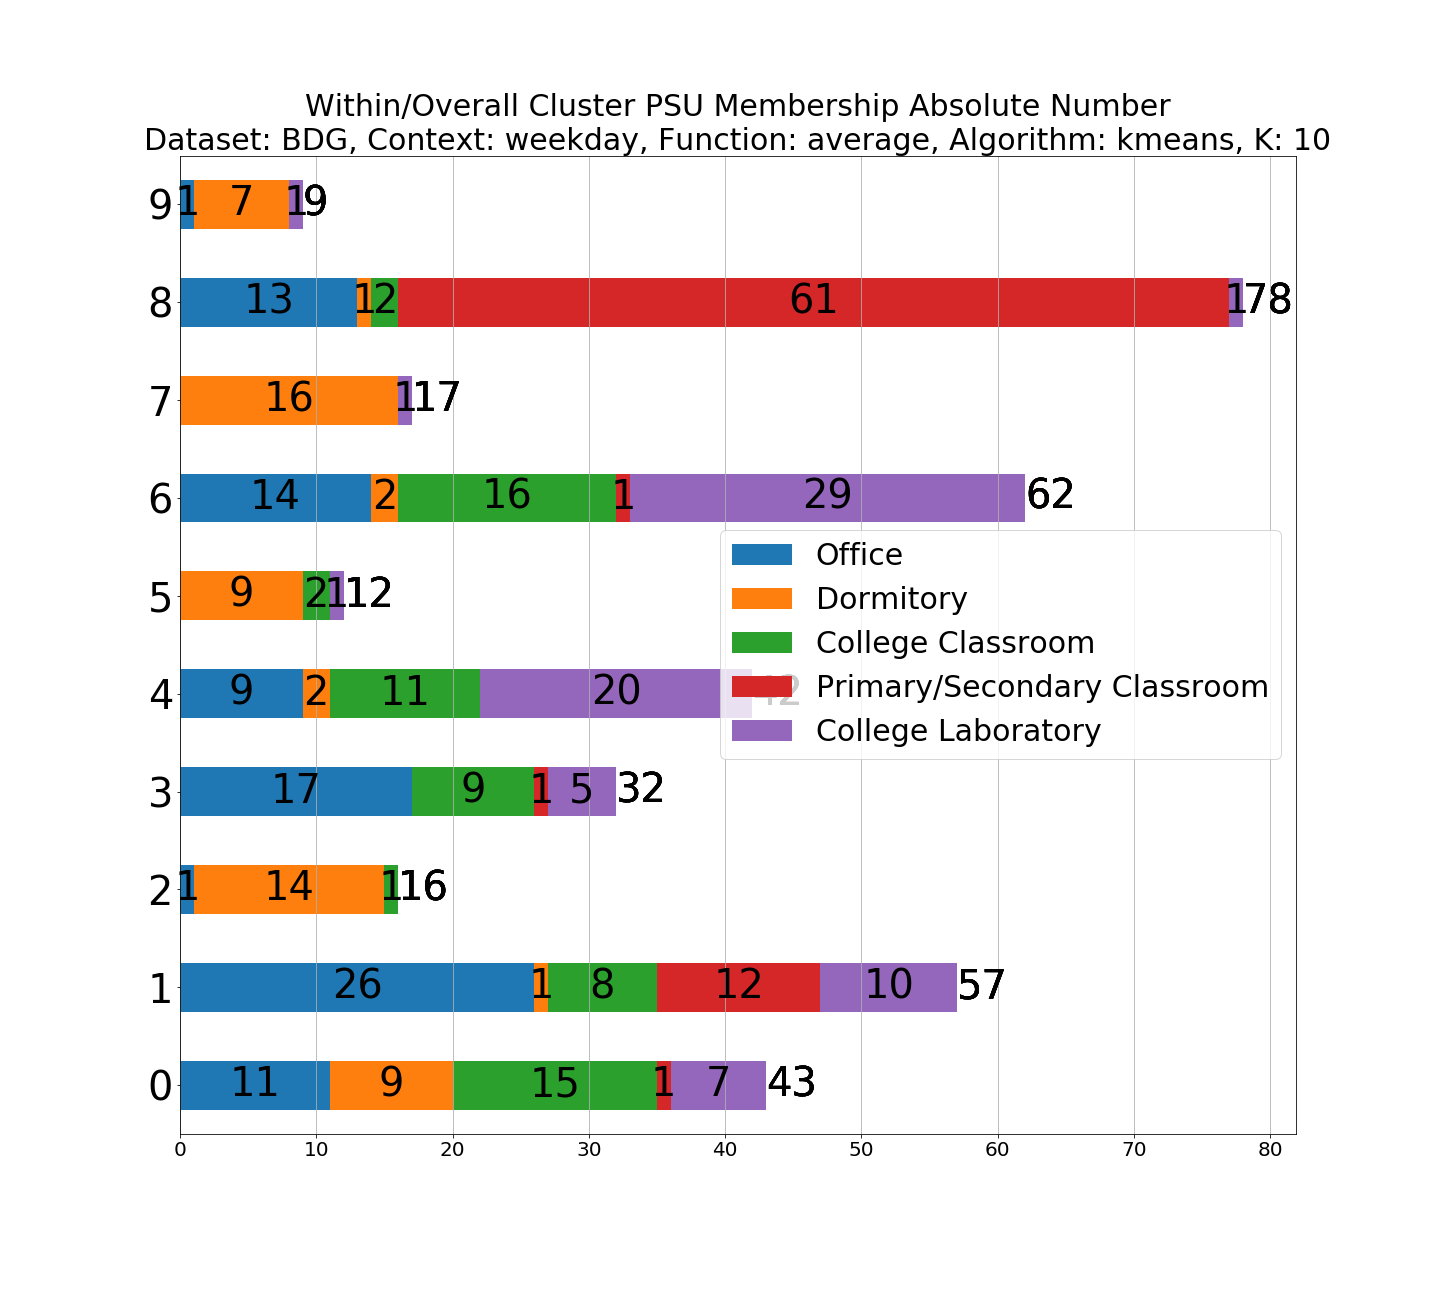 Within/Overall Cluster PSU Membership Absolute Number
Dataset: BDG, Context: weekday, Function: average, Algorithm: kmeans, K: 10
9 1 7 1 9
8 13 1 2 61 1 78
7 16 1 17
6 14 2 16 1 29 62
5 9 2 1 12
4 9 2 11 20 42
3 17 9 1 5 32
2 1 14 1 16
1 26 1 8 12 10 57
0 11 9 15 1 7 43
Office
Dormitory
College Classroom
Primary/Secondary Classroom
College Laboratory
0 10 20 30 40 50 60 70 80